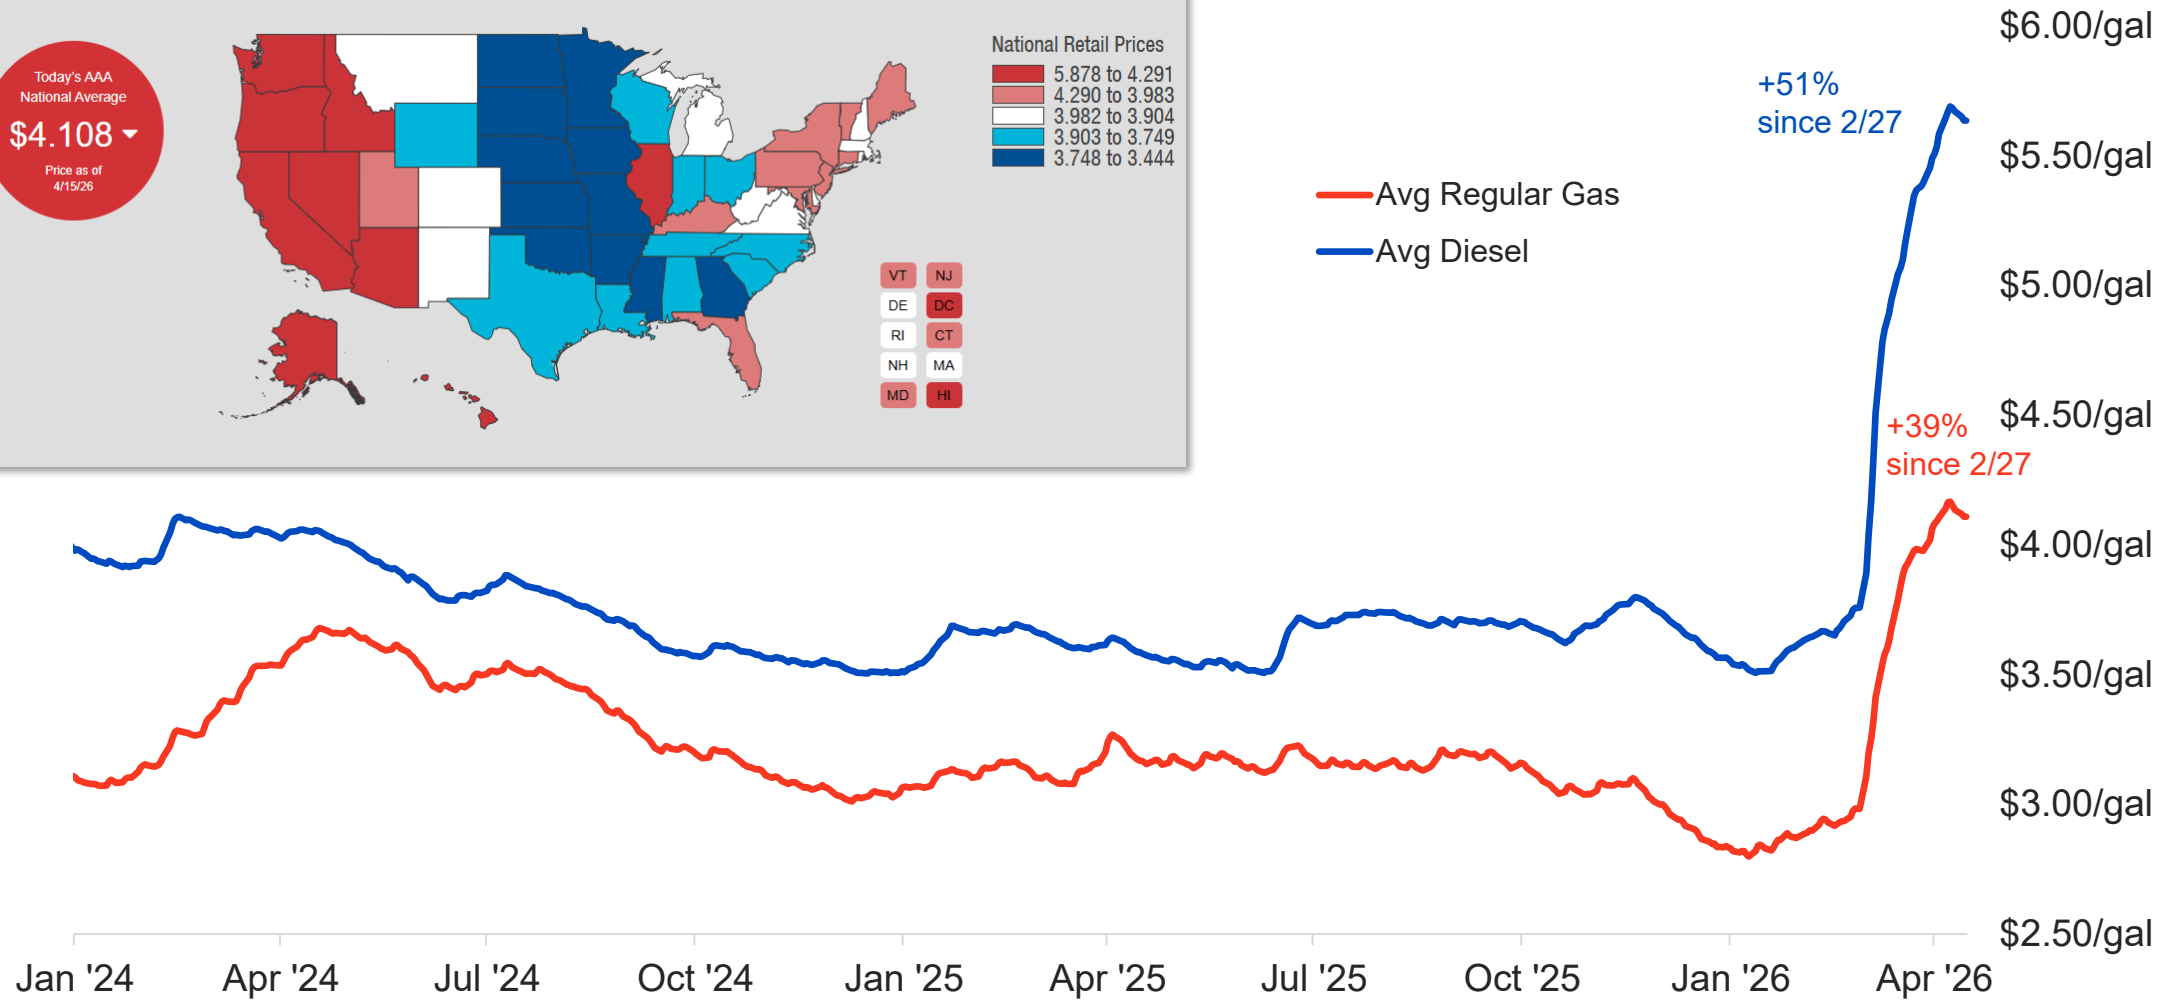 Today's AAA
National Average
$4.108
Price as of
4/15/26
National Retail Prices
5.878 to 4.291
4.290 to 3.983
3.982 to 3.904
3.903 to 3.749
3.748 to 3.444
VT NJ
DE DC
RI CT
NH MA
MD HI
+51%
since 2/27
Avg Regular Gas
Avg Diesel
+39%
since 2/27
$6.00/gal
$5.50/gal
$5.00/gal
$4.50/gal
$4.00/gal
$3.50/gal
$3.00/gal
$2.50/gal
Jan '24 Apr '24 Jul '24 Oct '24 Jan '25 Apr '25 Jul '25 Oct '25 Jan '26 Apr '26